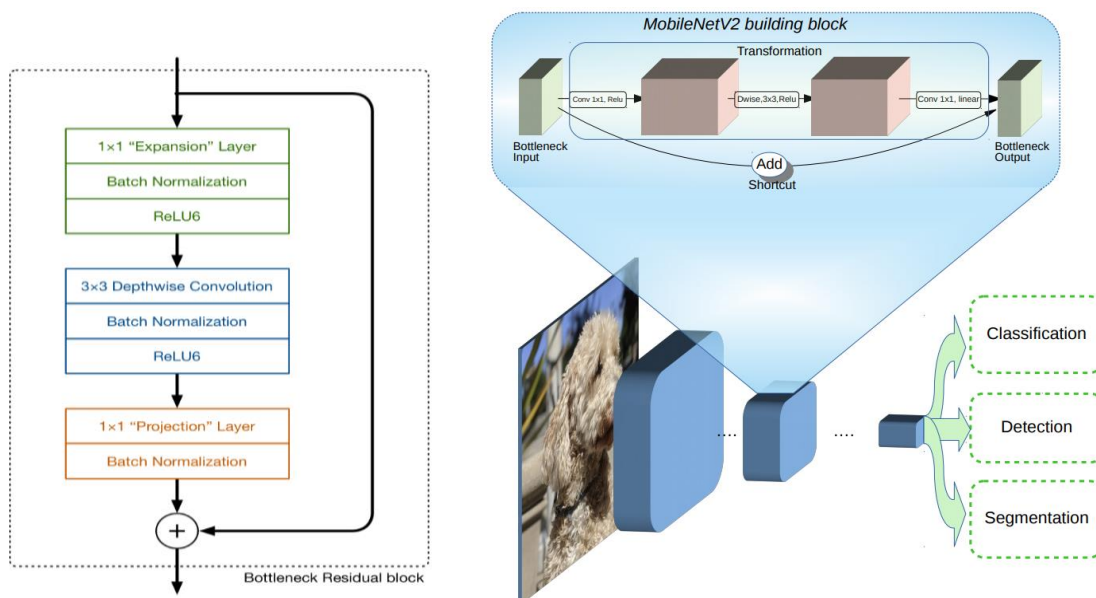 1×1 “Expansion” Layer
Batch Normalization
ReLU6
3×3 Depthwise Convolution
Batch Normalization
ReLU6
1×1 “Projection” Layer
Batch Normalization
+
Bottleneck Residual block
MobileNetV2 building block
Transformation
Conv 1x1, Relu
Dwise,3x3,Relu
Conv 1x1, linear
Bottleneck
Input
Bottleneck
Output
Add
Shortcut
....
....
Classification
Detection
Segmentation